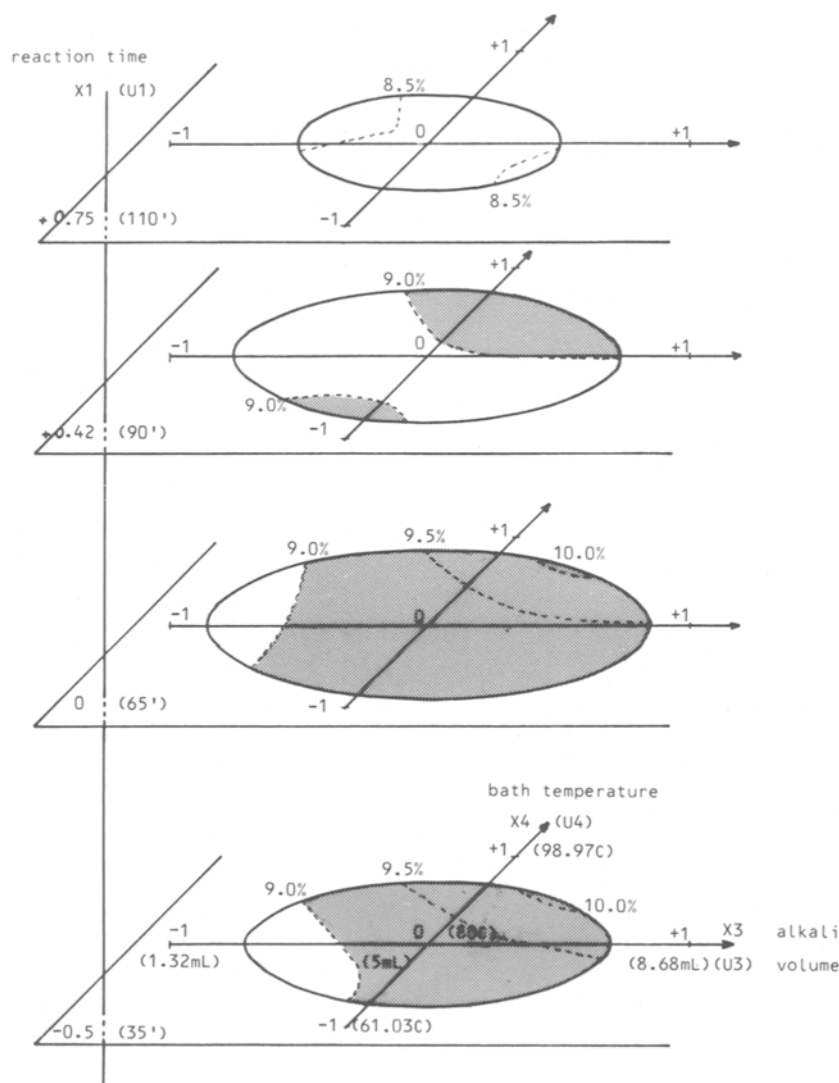 +1
reaction time
X1 (U1)
8.5%
-1 0 +1
8.5%
-1
+ 0.75 (110')
+1
9.0%
0
-1 +1
9.0%
-1
+0.42 (90')
+1
9.5%
9.0% 10.0%
-1 0 +1
-1
0 (65')
bath temperature
X4 (U4)
+1 (98.97C)
9.5%
9.0%
10.0%
-1 0 (80C) +1 X3 alkali
(1.32mL) (5mL) (8.68mL) (U3) volume
-1 (61.03C)
-0.5 (35')